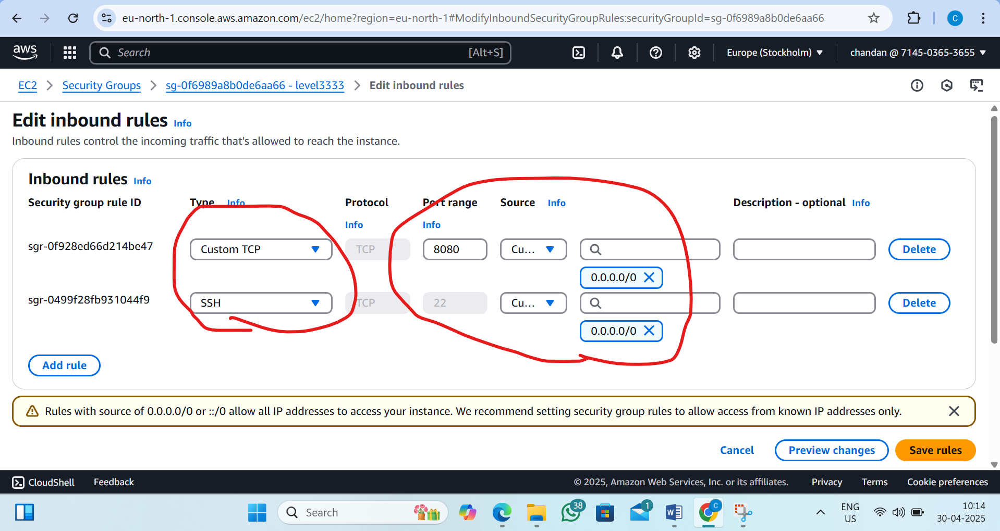 eu-north-1.console.aws.amazon.com/ec2/home?region=eu-north-1#ModifyInboundSecurityGroupRules:securityGroupId=sg-0f6989a8b0de6aa66
C
aws
Search
[Alt+S]
Europe (Stockholm)
chandan @ 7145-0365-3655
EC2
Security Groups
sg-0f6989a8b0de6aa66 - level3333
Edit inbound rules
Edit inbound rules Info
Inbound rules control the incoming traffic that's allowed to reach the instance.
Inbound rules Info
Security group rule ID
Type Info
Protocol
Info
Port range
Info
Source Info
Description - optional Info
sgr-0f928ed66d214be47
Custom TCP
TCP
8080
Cu...
Delete
0.0.0.0/0
sgr-0499f28fb931044f9
SSH
TCP
22
Cu...
Delete
0.0.0.0/0
Add rule
Rules with source of 0.0.0.0/0 or ::/0 allow all IP addresses to access your instance. We recommend setting security group rules to allow access from known IP addresses only.
Cancel
Preview changes
Save rules
CloudShell
Feedback
© 2025, Amazon Web Services, Inc. or its affiliates.
Privacy
Terms
Cookie preferences
Search
38
1
W
C
ENG
US
10:14
30-04-2025